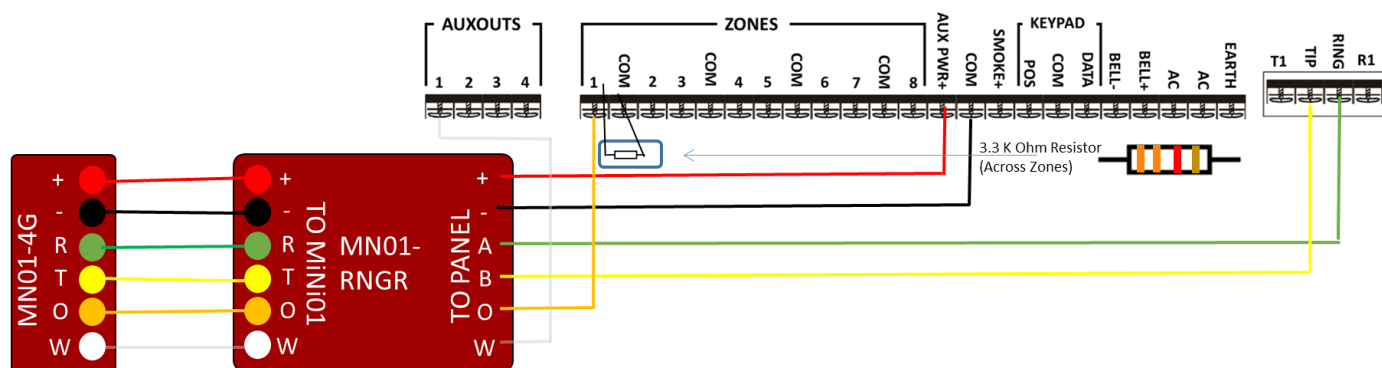 AUXOUTS
1 2 3 4
ZONES
1 COM 2 3 COM 4 5 COM 6 7 COM 8
AUX PWR+ COM SMOKE+
KEYPAD
POS COM DATA
BELL- BELL+ AC AC EARTH
T1 TIP RING R1
3.3 K Ohm Resistor
(Across Zones)
MN01-4G
+
-
R
T
O
W
TO MiNi01
+
-
R
T
O
W
MN01-
RNGR
TO PANEL
+
-
A
B
O
W